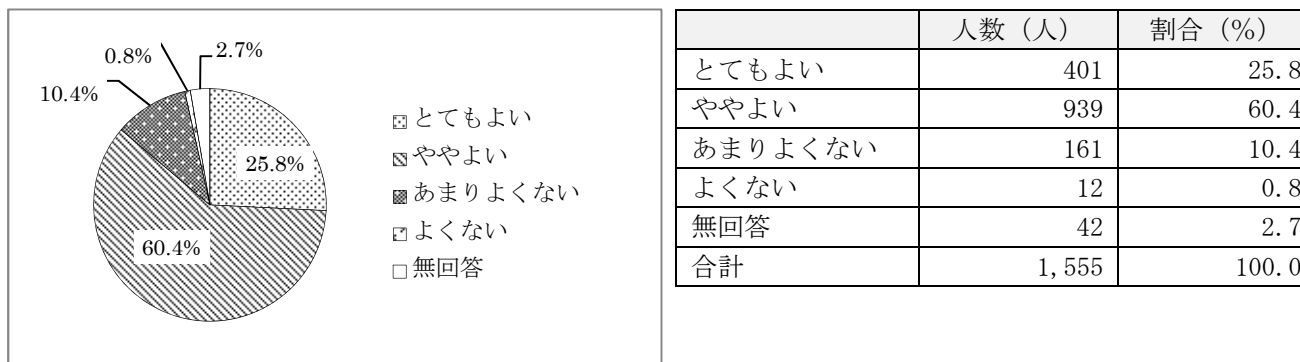 0.8%
2.7%
10.4%
25.8%
60.4%
とてもよい
ややよい
あまりよくない
よくない
無回答
人数（人） 割合（%）
とてもよい 401 25.8
ややよい 939 60.4
あまりよくない 161 10.4
よくない 12 0.8
無回答 42 2.7
合計 1,555 100.0